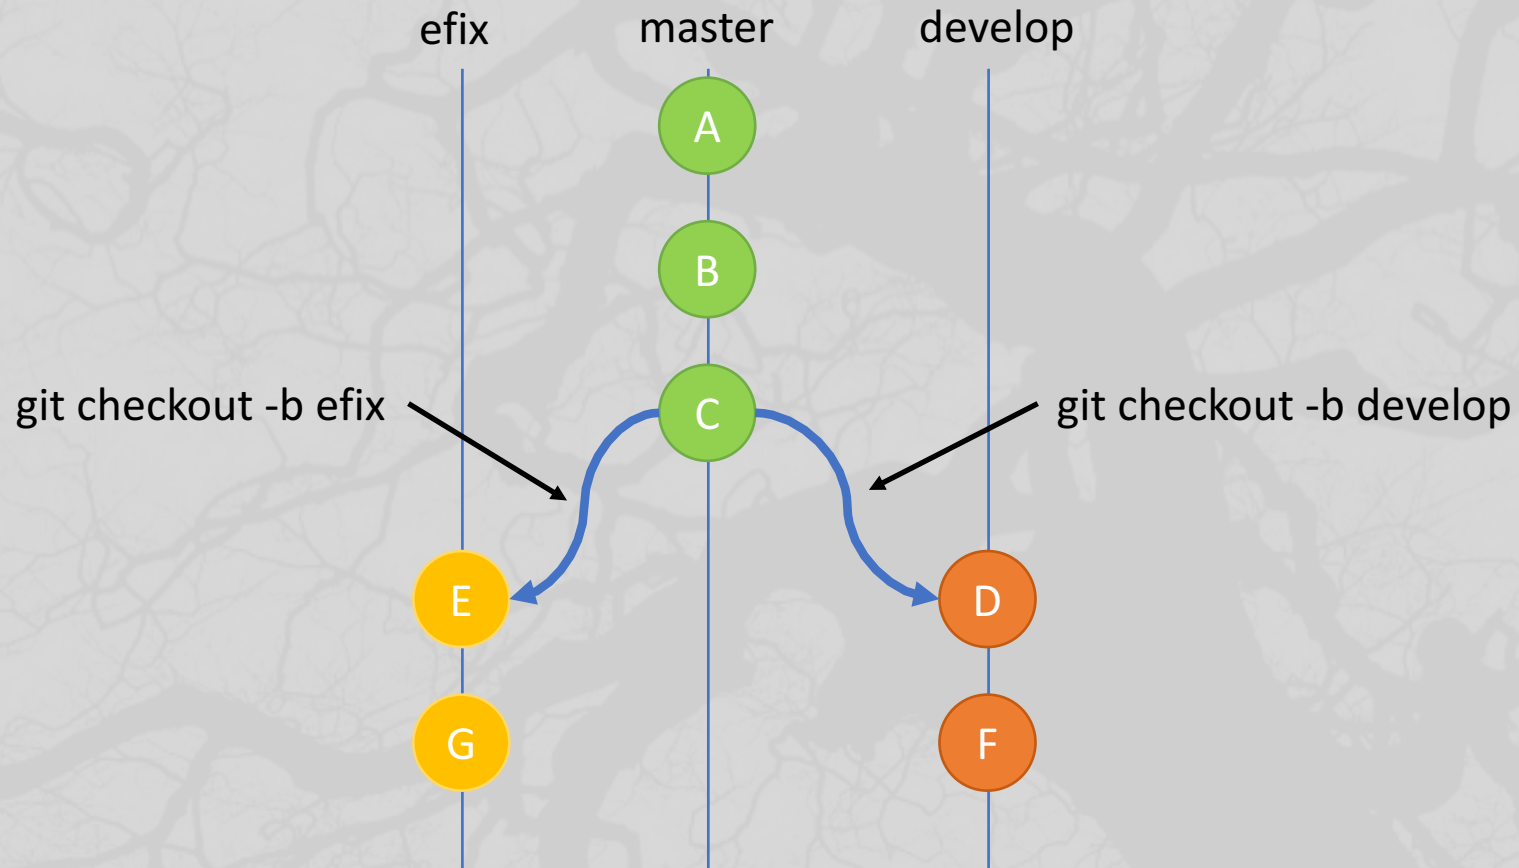 efix
master
develop
A
B
git checkout -b efix
C
git checkout -b develop
E
D
G
F